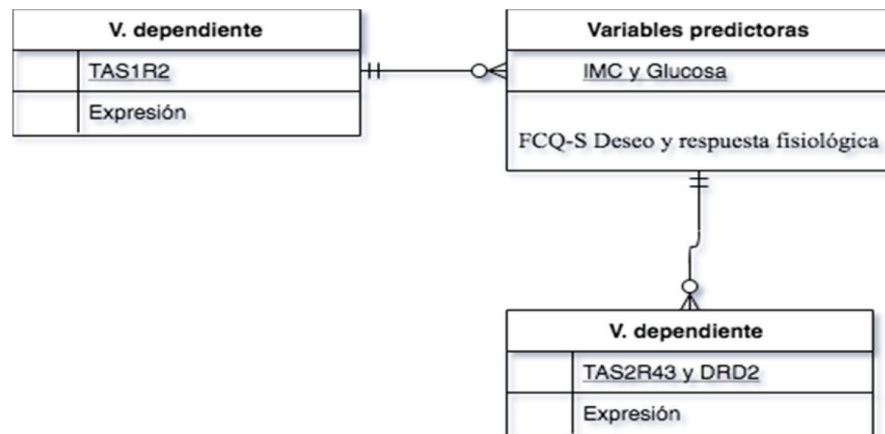 V. dependiente
TAS1R2
Expresión
Variables predictoras
IMC y Glucosa
FCQ-S Deseo y respuesta fisiológica
V. dependiente
TAS2R43 y DRD2
Expresión